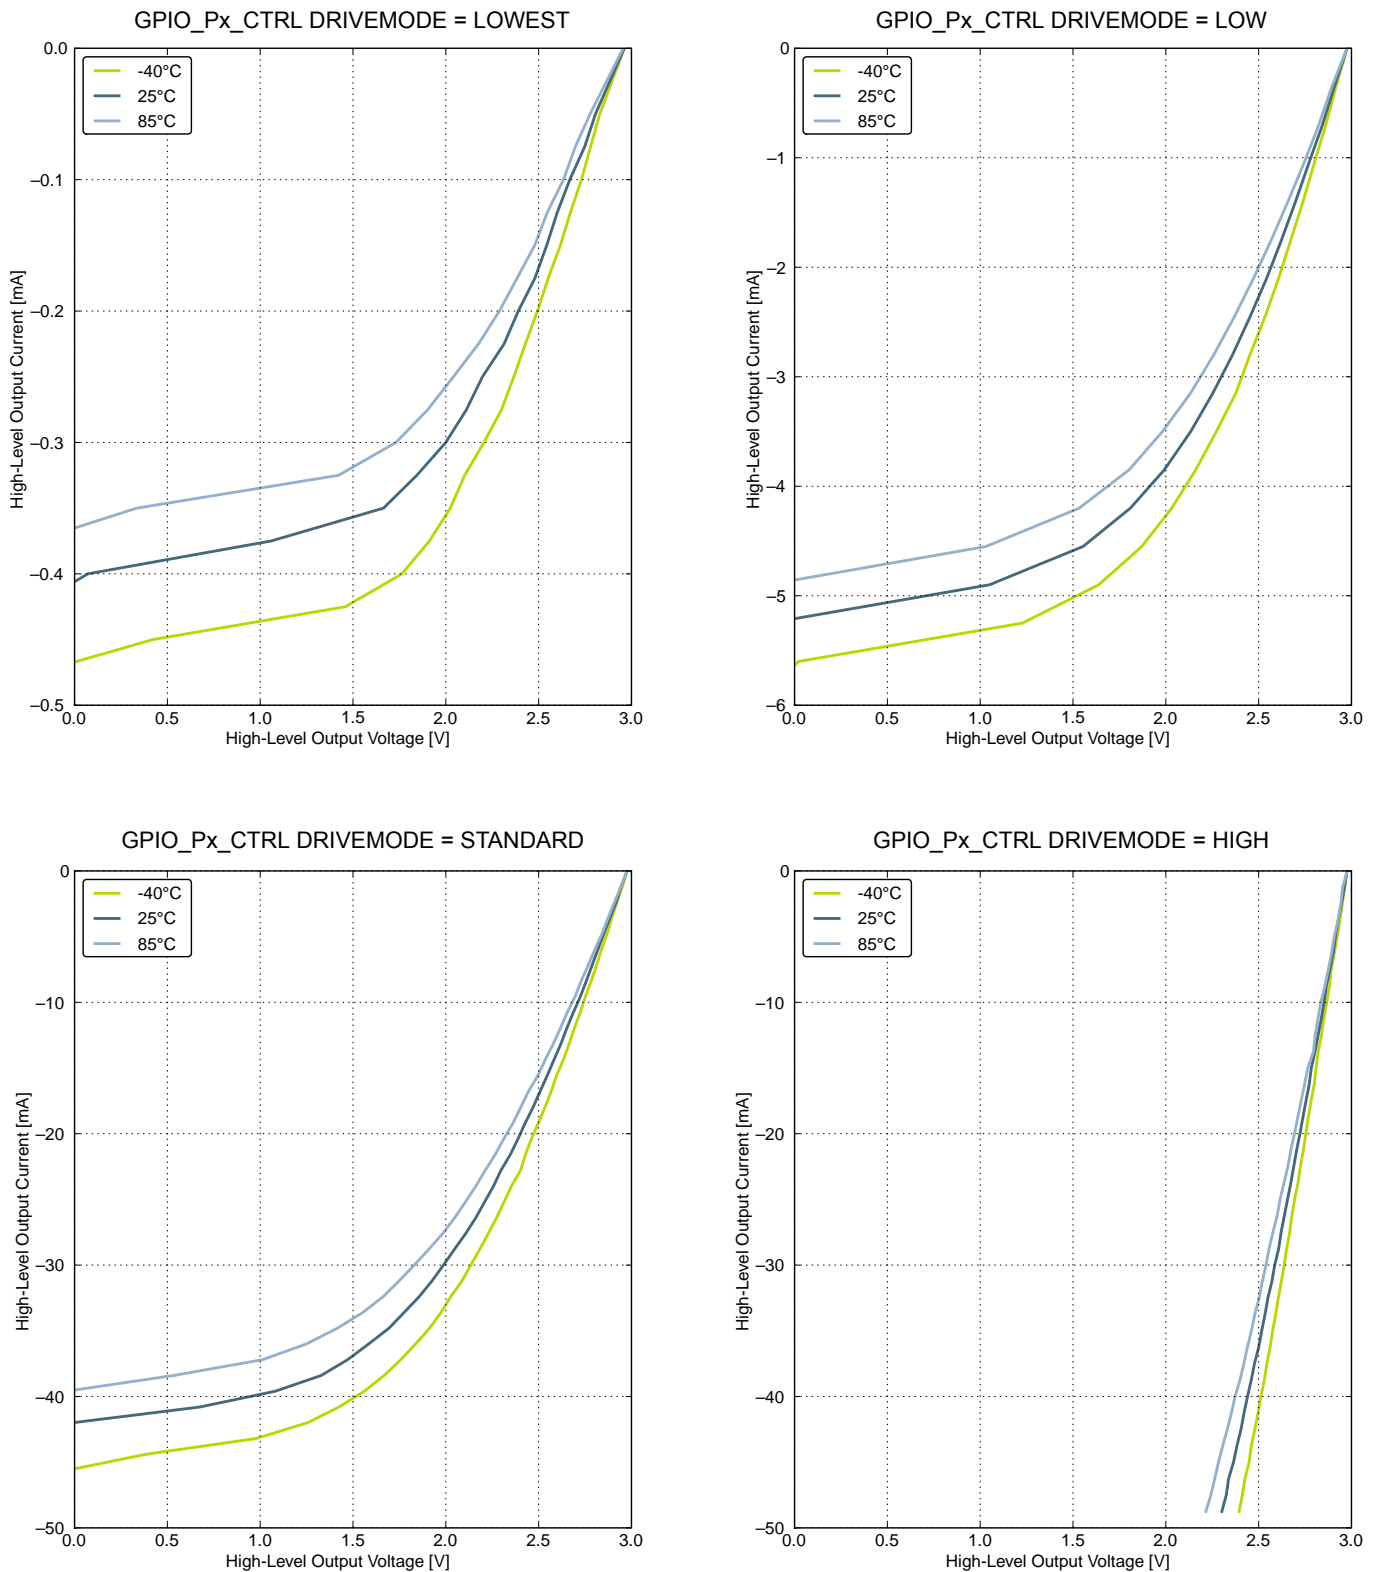 GPIO_Px_CTRL DRIVEMODE = LOWEST
0.0
–0.1
–0.2
–0.3
–0.4
–0.5
High-Level Output Current [mA]
-40°C
25°C
85°C
0.0 0.5 1.0 1.5 2.0 2.5 3.0
High-Level Output Voltage [V]
GPIO_Px_CTRL DRIVEMODE = LOW
0
–1
–2
–3
–4
–5
–6
High-Level Output Current [mA]
-40°C
25°C
85°C
0.0 0.5 1.0 1.5 2.0 2.5 3.0
High-Level Output Voltage [V]
GPIO_Px_CTRL DRIVEMODE = STANDARD
0
–10
–20
–30
–40
–50
High-Level Output Current [mA]
-40°C
25°C
85°C
0.0 0.5 1.0 1.5 2.0 2.5 3.0
High-Level Output Voltage [V]
GPIO_Px_CTRL DRIVEMODE = HIGH
0
–10
–20
–30
–40
–50
High-Level Output Current [mA]
-40°C
25°C
85°C
0.0 0.5 1.0 1.5 2.0 2.5 3.0
High-Level Output Voltage [V]